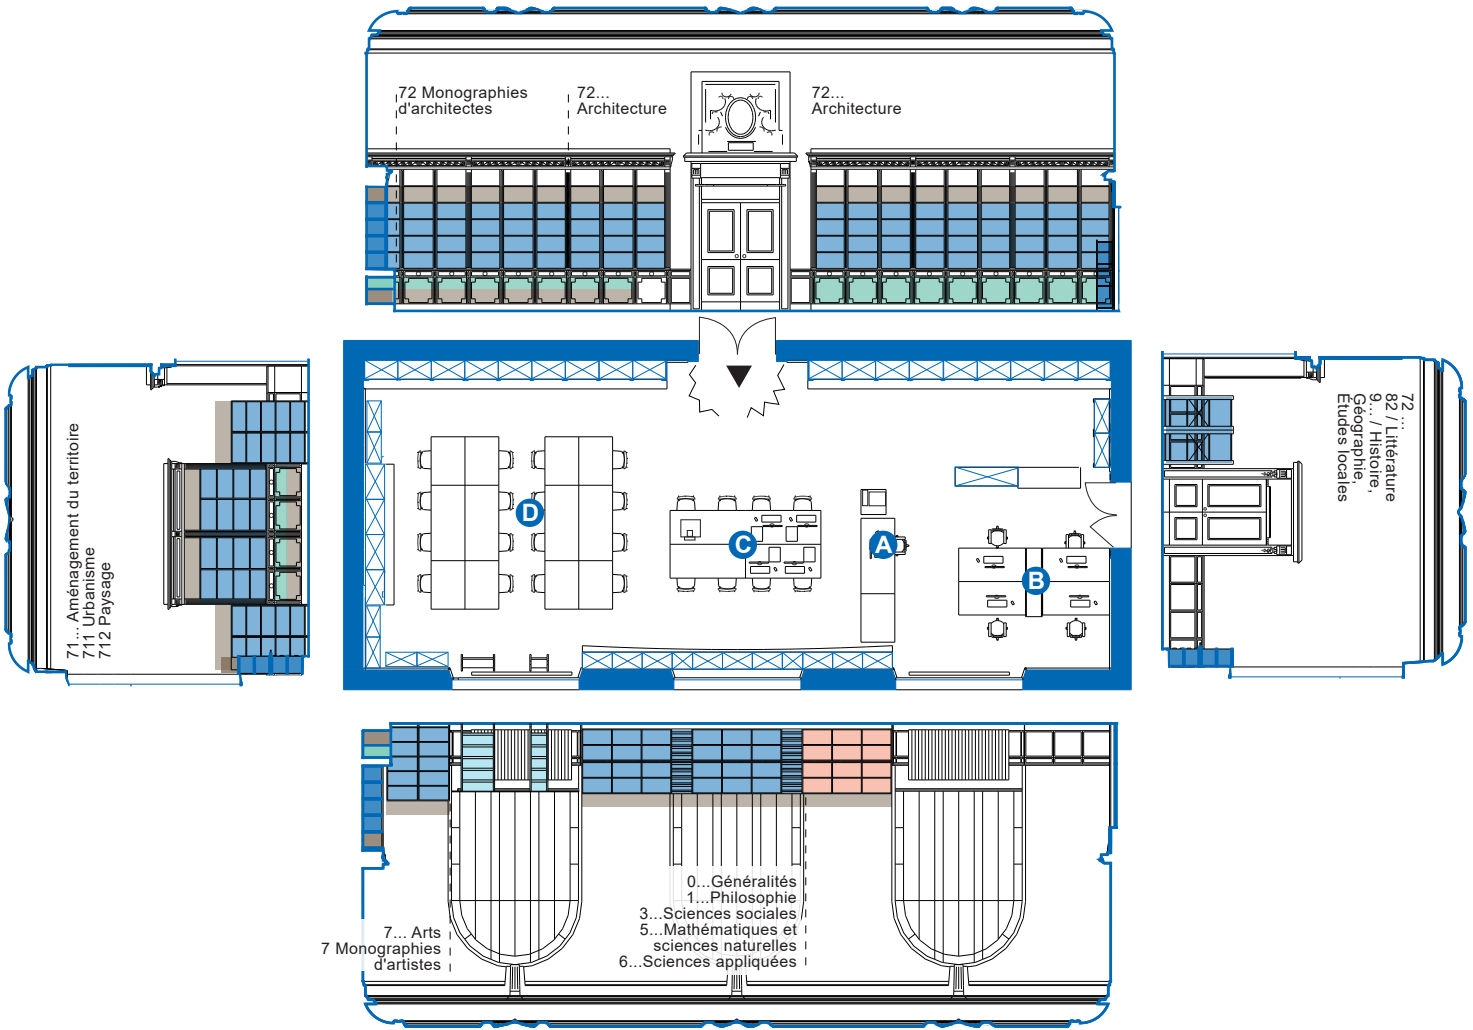 72 Monographies
d'architectes
72...
Architecture
72...
Architecture
71... Aménagement du territoire
711 Urbanisme
712 Paysage
D
C
A
B
72 ...
82 / Littérature
9... / Histoire,
Géographie,
Études locales
7... Arts
7 Monographies
d'artistes
0...Généralités
1...Philosophie
3...Sciences sociales
5...Mathématiques et
sciences naturelles
6...Sciences appliquées